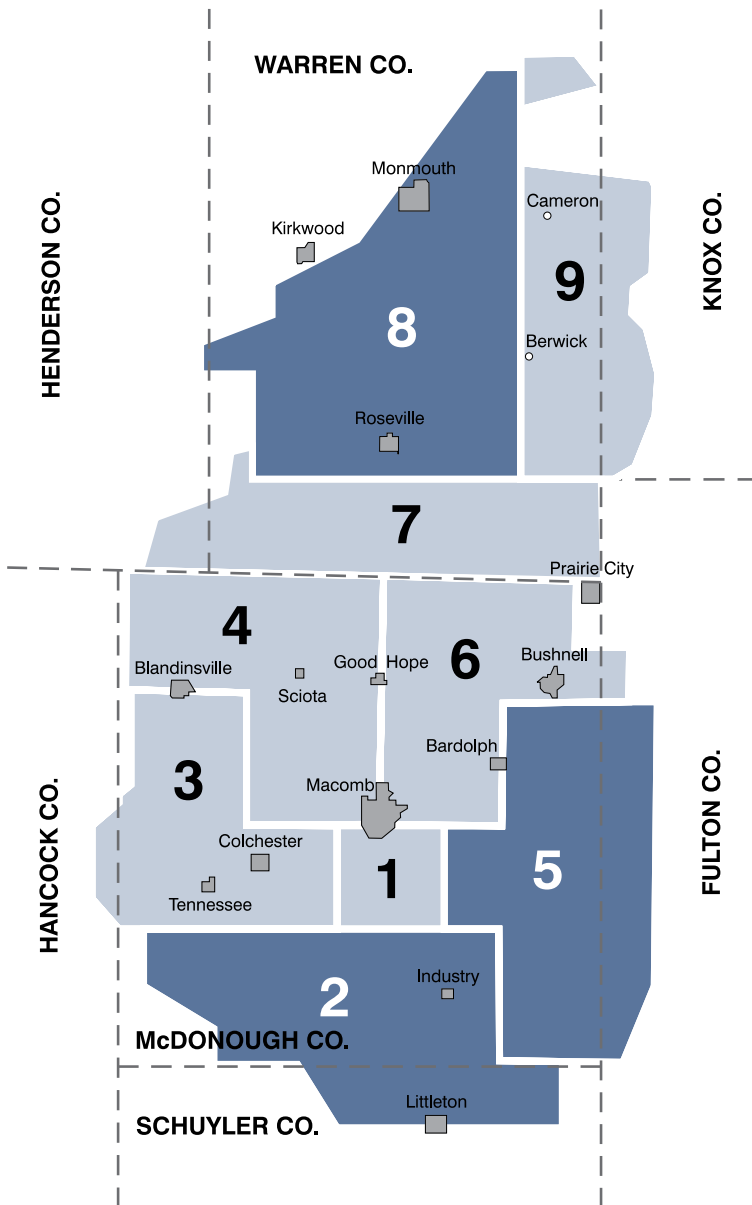 WARREN CO.
Monmouth
Kirkwood
Cameron
HENDERSON CO.
KNOX CO.
9
8
Berwick
Roseville
7
Prairie City
4
6
Good Hope
Bushnell
Blandinsville
Sciota
Bardolph
3
Macomb
HANCOCK CO.
FULTON CO.
Colchester
1
5
Tennessee
Industry
2
McDONOUGH CO.
Littleton
SCHUYLER CO.